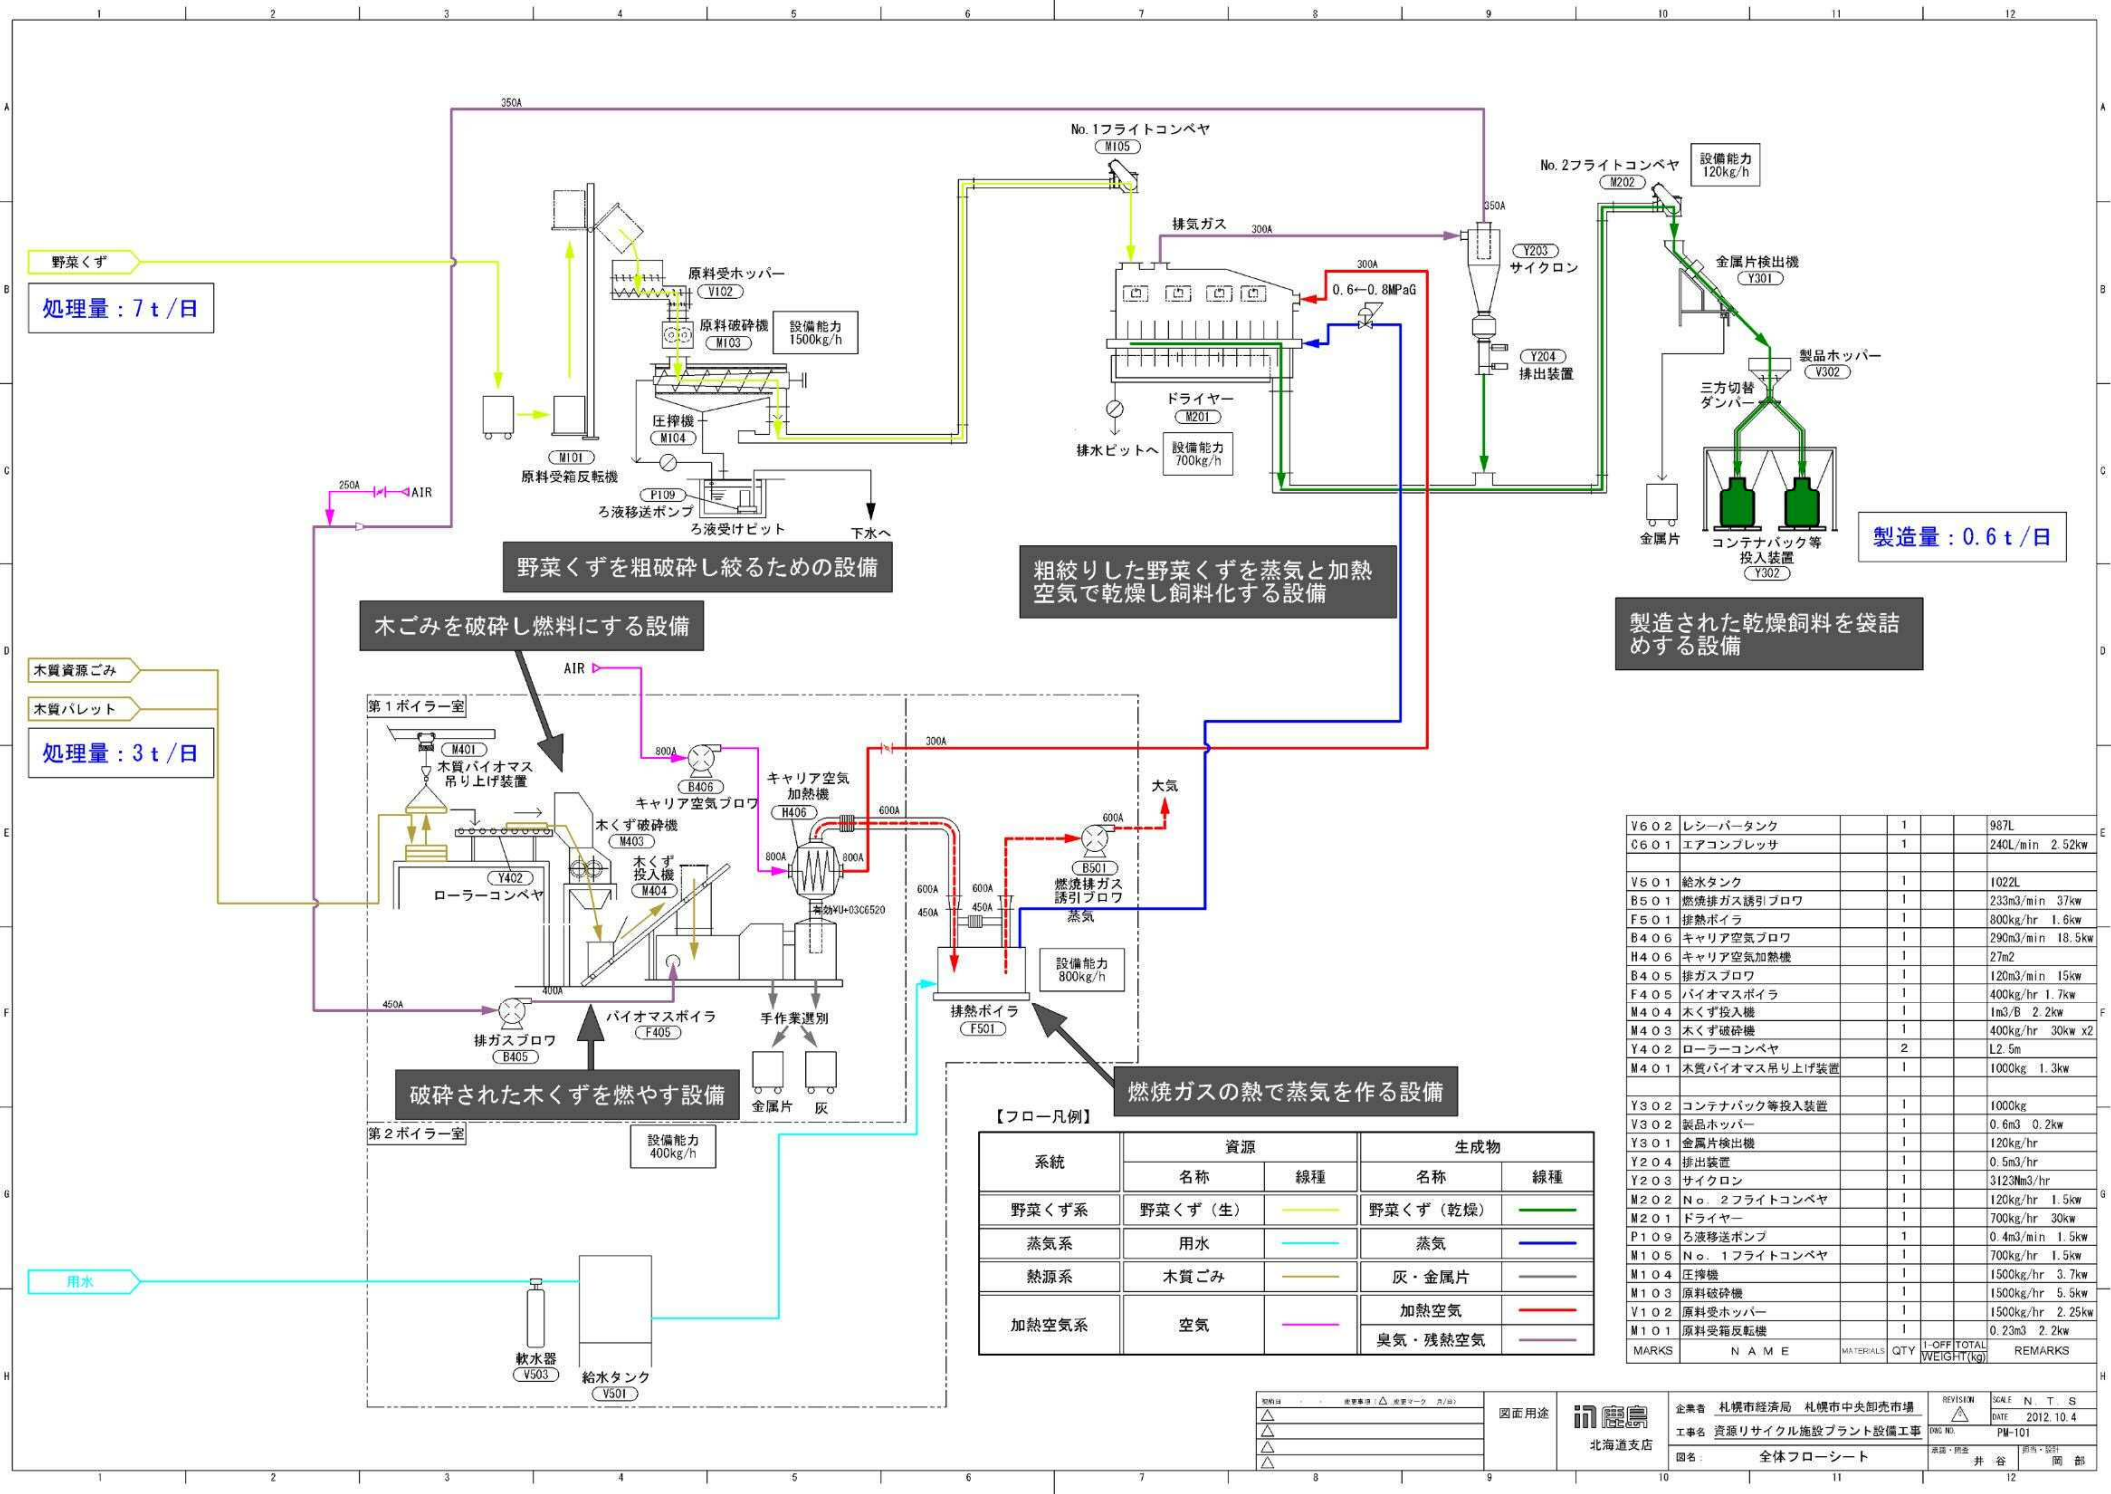 1 2 3 4 5 6 7 8 9 10 11 12
A
B
C
D
E
F
G
H
A
B
C
D
E
F
G
H
350A
No.1フライトコンベヤ
M105
No.2フライトコンベヤ
M202
設備能力
120kg/h
野菜くず
処理量：7ｔ/日
原料受ホッパー
V102
原料破砕機
M103
設備能力
1500kg/h
圧搾機
M104
M101
原料受箱反転機
P109
ろ液移送ポンプ
ろ液受けピット
下水へ
250A
AIR
排気ガス
300A
300A
0.6←0.8MPaG
350A
Y203
サイクロン
Y204
排出装置
ドライヤー
M201
排水ピットへ
設備能力
700kg/h
金属片検出機
Y301
製品ホッパー
V302
三方切替
ダンパー
金属片
コンテナバック等
投入装置
Y302
製造量：0.6ｔ/日
野菜くずを粗破砕し絞るための設備
粗絞りした野菜くずを蒸気と加熱
空気で乾燥し飼料化する設備
製造された乾燥飼料を袋詰
めする設備
木ごみを破砕し燃料にする設備
木質資源ごみ
木質パレット
処理量：3ｔ/日
AIR
第１ボイラー室
M401
木質バイオマス
吊り上げ装置
Y402
ローラーコンベヤ
木くず破砕機
M403
木くず
投入機
M404
800A
B406
キャリア空気ブロワ
キャリア空気
加熱機
H406
800A
800A
600A
300A
有効¥U+03C6520
大気
600A
B501
燃焼排ガス
誘引ブロワ
蒸気
600A
600A
450A
450A
設備能力
800kg/h
排熱ボイラ
F501
450A
400A
排ガスブロワ
B405
バイオマスボイラ
F405
手作業選別
金属片
灰
破砕された木くずを燃やす設備
燃焼ガスの熱で蒸気を作る設備
第２ボイラー室
設備能力
400kg/h
用水
軟水器
V503
給水タンク
V501
【フロー凡例】
系統 資源 生成物
名称 線種 名称 線種
野菜くず系 野菜くず（生） 野菜くず（乾燥）
蒸気系 用水 蒸気
熱源系 木質ごみ 灰・金属片
加熱空気系 空気 加熱空気
臭気・残熱空気
V602 レシーバータンク 1 987L
C601 エアコンプレッサ 1 240L/min 2.52kw
V501 給水タンク 1 1022L
B501 燃焼排ガス誘引ブロワ 1 233m3/min 37kw
F501 排熱ボイラ 1 800kg/hr 1.6kw
B406 キャリア空気ブロワ 1 290m3/min 18.5kw
H406 キャリア空気加熱機 1 27m2
B405 排ガスブロワ 1 120m3/min 15kw
F405 バイオマスボイラ 1 400kg/hr 1.7kw
M404 木くず投入機 1 1m3/B 2.2kw
M403 木くず破砕機 1 400kg/hr 30kw x2
Y402 ローラーコンベヤ 2 L2.5m
M401 木質バイオマス吊り上げ装置 1 1000kg 1.3kw
Y302 コンテナバック等投入装置 1 1000kg
V302 製品ホッパー 1 0.6m3 0.2kw
Y301 金属片検出機 1 120kg/hr
Y204 排出装置 1 0.5m3/hr
Y203 サイクロン 1 3123Nm3/hr
M202 Ｎｏ．２フライトコンベヤ 1 120kg/hr 1.5kw
M201 ドライヤー 1 700kg/hr 30kw
P109 ろ液移送ポンプ 1 0.4m3/min 1.5kw
M105 Ｎｏ．１フライトコンベヤ 1 700kg/hr 1.5kw
M104 圧搾機 1 1500kg/hr 3.7kw
M103 原料破砕機 1 1500kg/hr 5.5kw
V102 原料受ホッパー 1 1500kg/hr 2.25kw
M101 原料受箱反転機 1 0.23m3 2.2kw
MARKS NAME MATERIALS QTY 1-OFF TOTAL WEIGHT(kg) REMARKS
図面用途
鹿島
北海道支店
企業者 札幌市経済局 札幌市中央卸売市場
工事名 資源リサイクル施設プラント設備工事
図名： 全体フローシート
REVISION
SCALE N.T.S
DATE 2012.10.4
DWG NO. PM-101
井谷
岡部
1 2 3 4 5 6 7 8 9 10 11 12